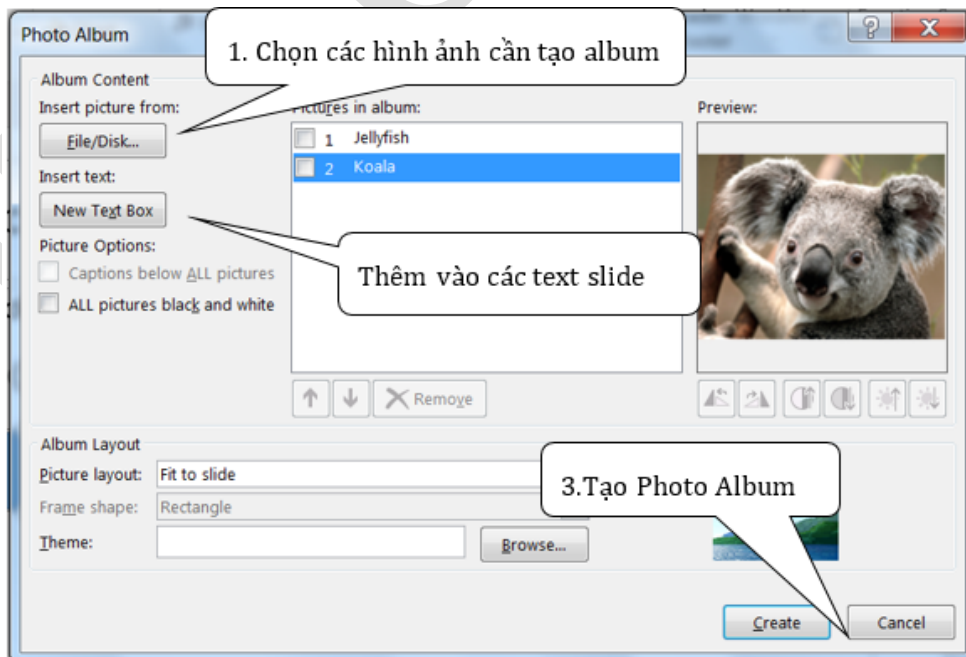 Photo Album
1. Chọn các hình ảnh cần tạo album
Album Content
Insert picture from:
Pictures in album:
Preview:
File/Disk...
1 Jellyfish
2 Koala
Insert text:
New Text Box
Thêm vào các text slide
Picture Options:
Captions below ALL pictures
ALL pictures black and white
Remove
Album Layout
Picture layout: Fit to slide
3.Tạo Photo Album
Frame shape: Rectangle
Theme:
Browse...
Create
Cancel